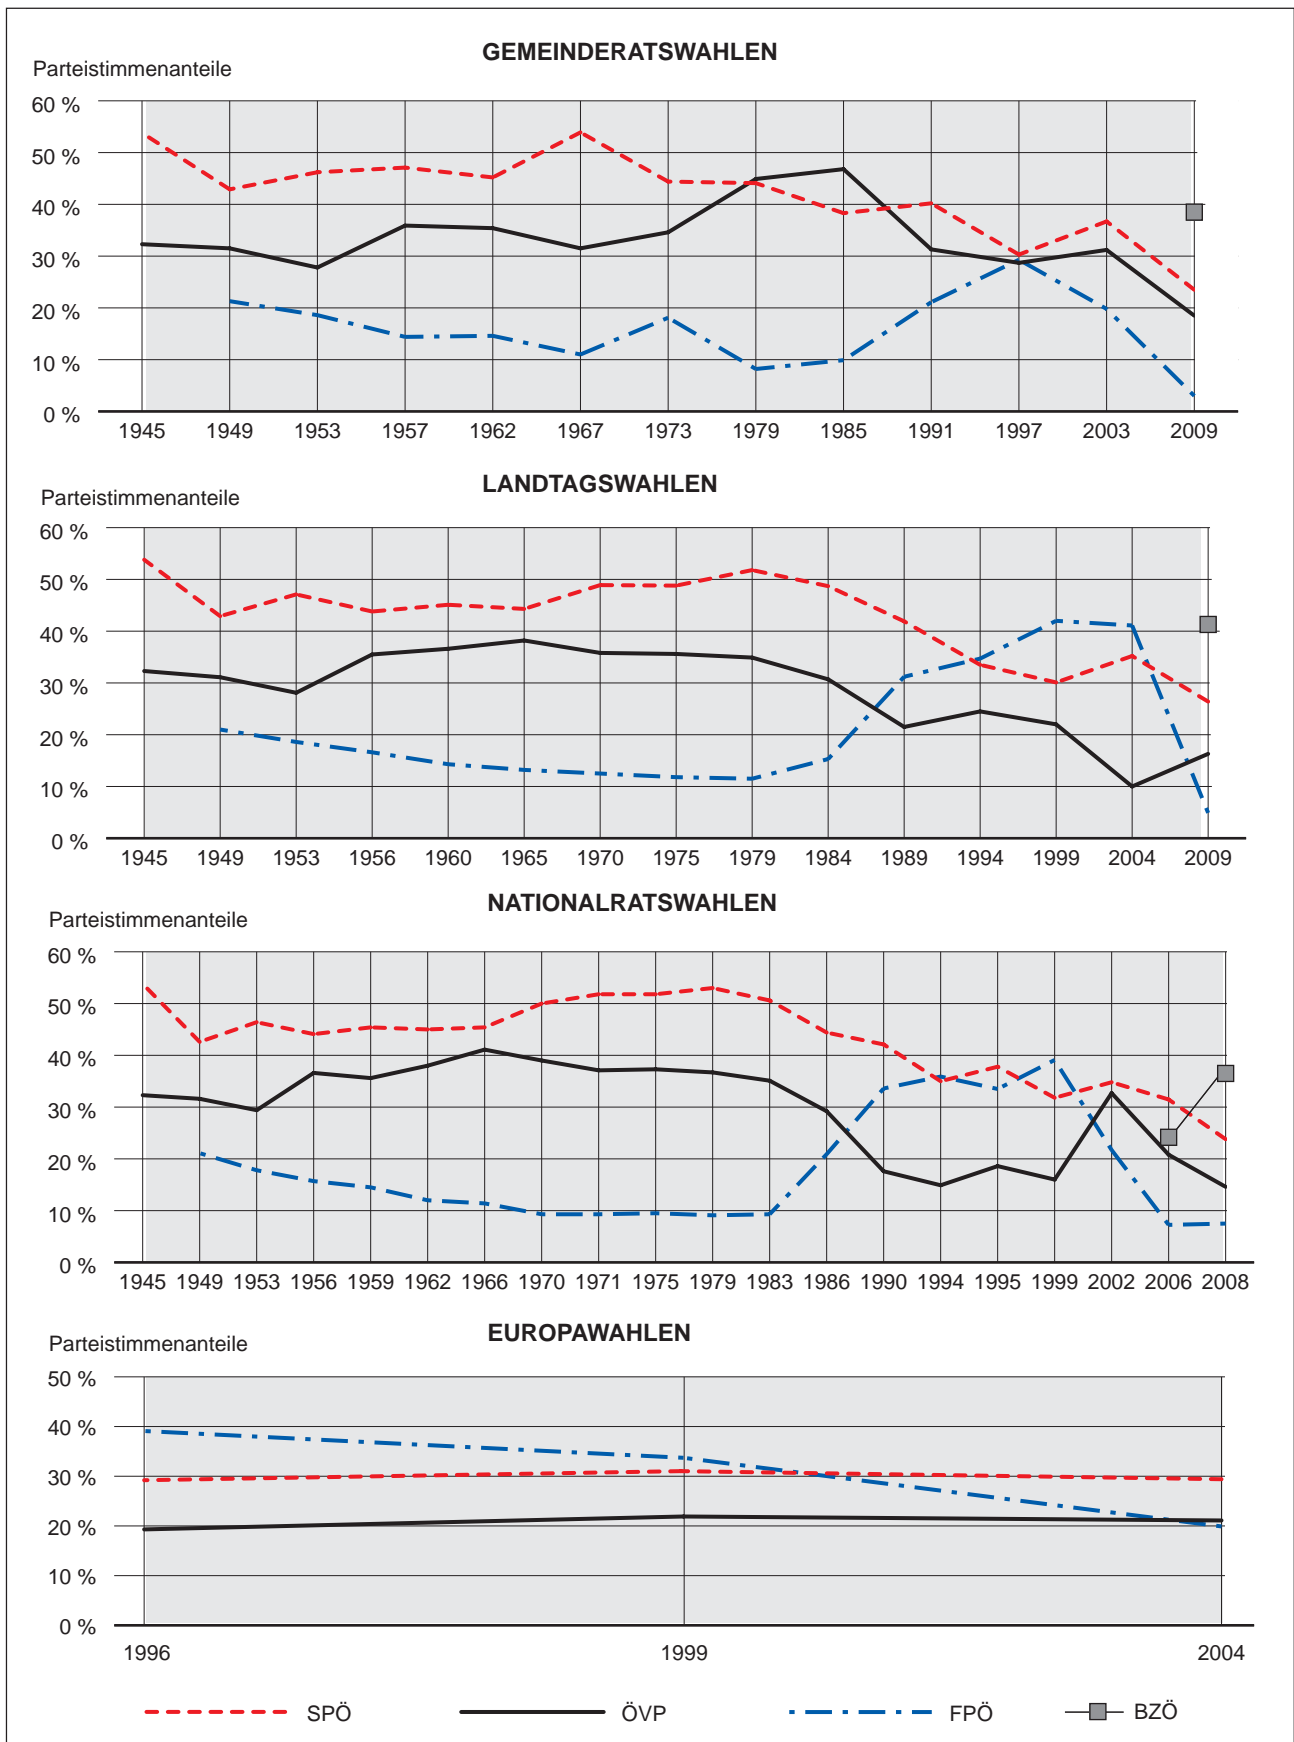 GEMEINDERATSWAHLEN
Parteistimmenanteile
60 %
50 %
40 %
30 %
20 %
10 %
0 %
1945 1949 1953 1957 1962 1967 1973 1979 1985 1991 1997 2003 2009
LANDTAGSWAHLEN
Parteistimmenanteile
60 %
50 %
40 %
30 %
20 %
10 %
0 %
1945 1949 1953 1956 1960 1965 1970 1975 1979 1984 1989 1994 1999 2004 2009
NATIONALRATSWAHLEN
Parteistimmenanteile
60 %
50 %
40 %
30 %
20 %
10 %
0 %
1945 1949 1953 1956 1959 1962 1966 1970 1971 1975 1979 1983 1986 1990 1994 1995 1999 2002 2006 2008
EUROPAWAHLEN
Parteistimmenanteile
50 %
40 %
30 %
20 %
10 %
0 %
1996 1999 2004
SPÖ ÖVP FPÖ BZÖ